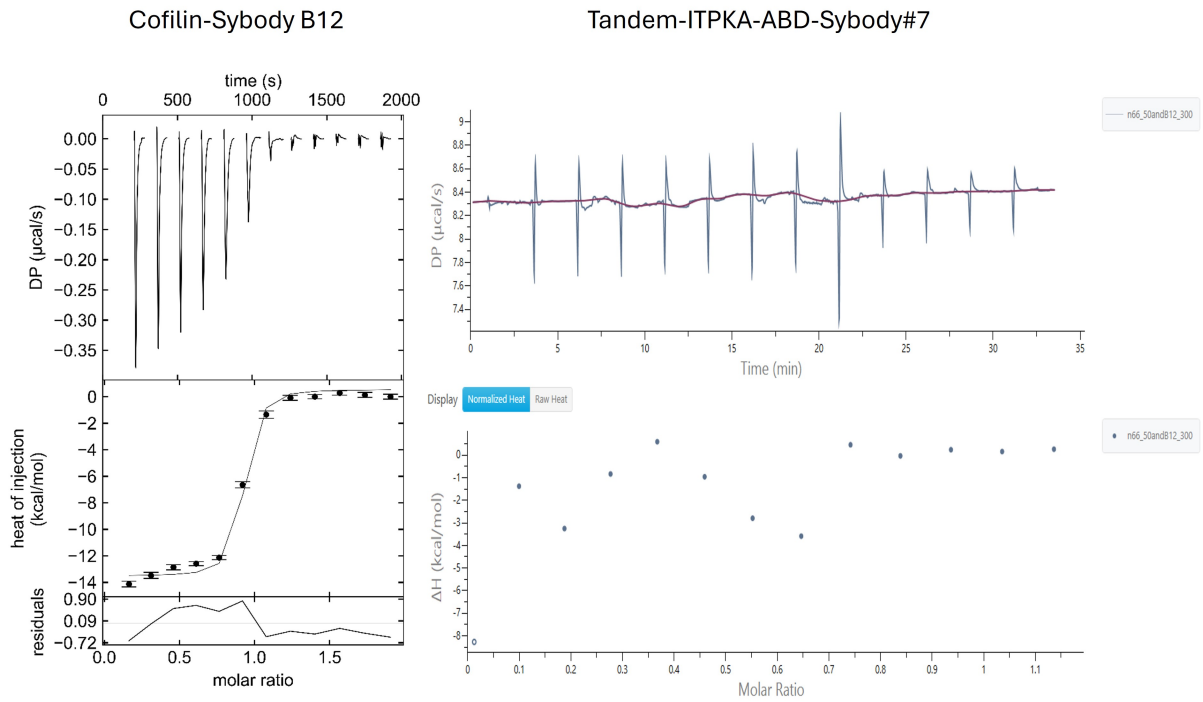 Cofilin-Sybody B12
Tandem-ITPKA-ABD-Sybody#7
time (s)
0 500 1000 1500 2000
0.00
−0.05
−0.10
−0.15
−0.20
−0.25
−0.30
−0.35
DP (µcal/s)
0
−2
−4
−6
−8
−10
−12
−14
heat of injection
(kcal/mol)
0.90
0.09
−0.72
residuals
0.0 0.5 1.0 1.5
molar ratio
9
8.8
8.6
8.4
8.2
8
7.8
7.6
7.4
DP (µcal/s)
0 5 10 15 20 25 30 35
Time (min)
n66_50andB12_300
Display Normalized Heat Raw Heat
0
-1
-2
-3
-4
-5
-6
-7
-8
ΔH (kcal/mol)
0 0.1 0.2 0.3 0.4 0.5 0.6 0.7 0.8 0.9 1 1.1
Molar Ratio
n66_50andB12_300